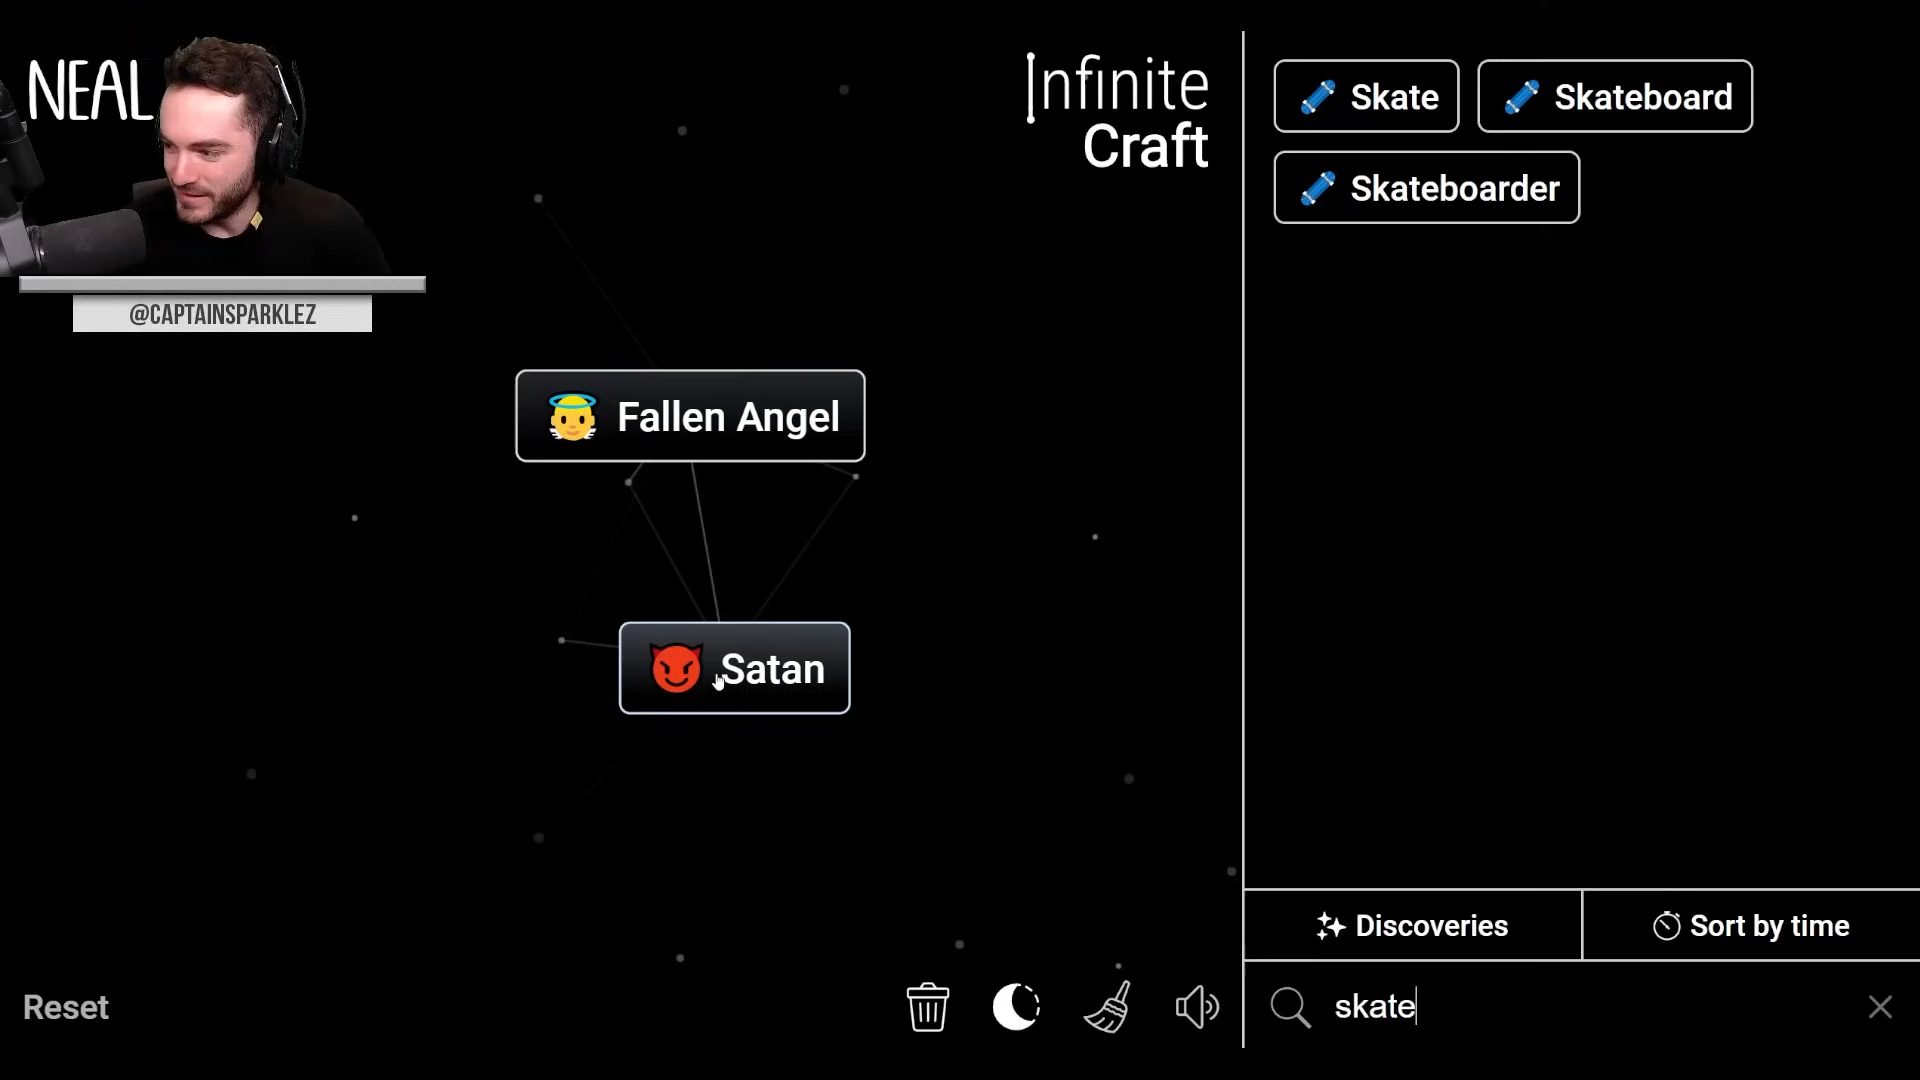 NEAL
@CAPTAINSPARKLEZ
Infinite
Craft
Skate
Skateboard
Skateboarder
Fallen Angel
Satan
Discoveries
Sort by time
Reset
skate